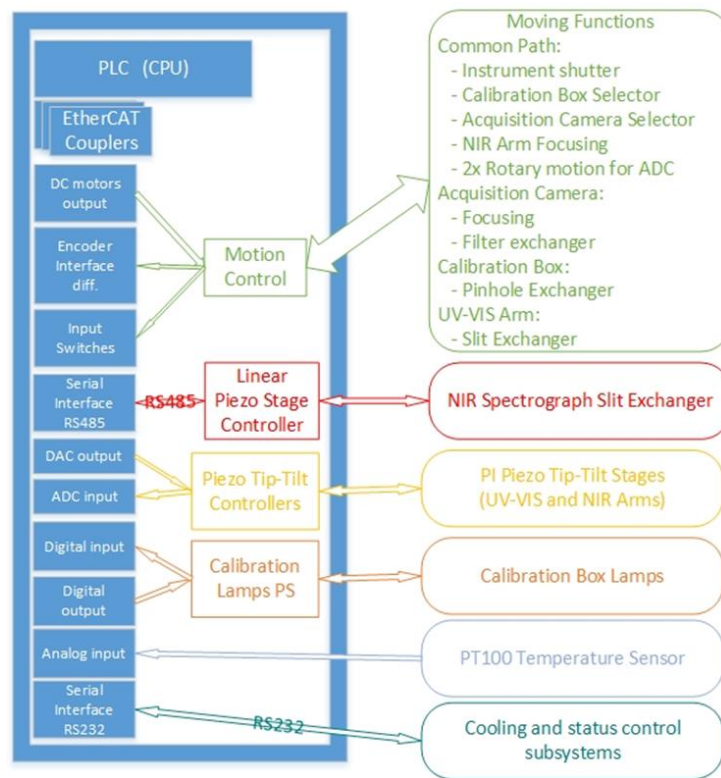 PLC (CPU)
EtherCAT
Couplers
DC motors
output
Encoder
Interface
diff.
Input
Switches
Serial
Interface
RS485
DAC output
ADC input
Digital input
Digital
output
Analog input
Serial
Interface
RS232
Motion
Control
RS485
Linear
Piezo Stage
Controller
Piezo Tip-Tilt
Controllers
Calibration
Lamps PS
RS232
Moving Functions
Common Path:
- Instrument shutter
- Calibration Box Selector
- Acquisition Camera Selector
- NIR Arm Focusing
- 2x Rotary motion for ADC
Acquisition Camera:
- Focusing
- Filter exchanger
Calibration Box:
- Pinhole Exchanger
UV-VIS Arm:
- Slit Exchanger
NIR Spectrograph Slit Exchanger
PI Piezo Tip-Tilt Stages
(UV-VIS and NIR Arms)
Calibration Box Lamps
PT100 Temperature Sensor
Cooling and status control
subsystems